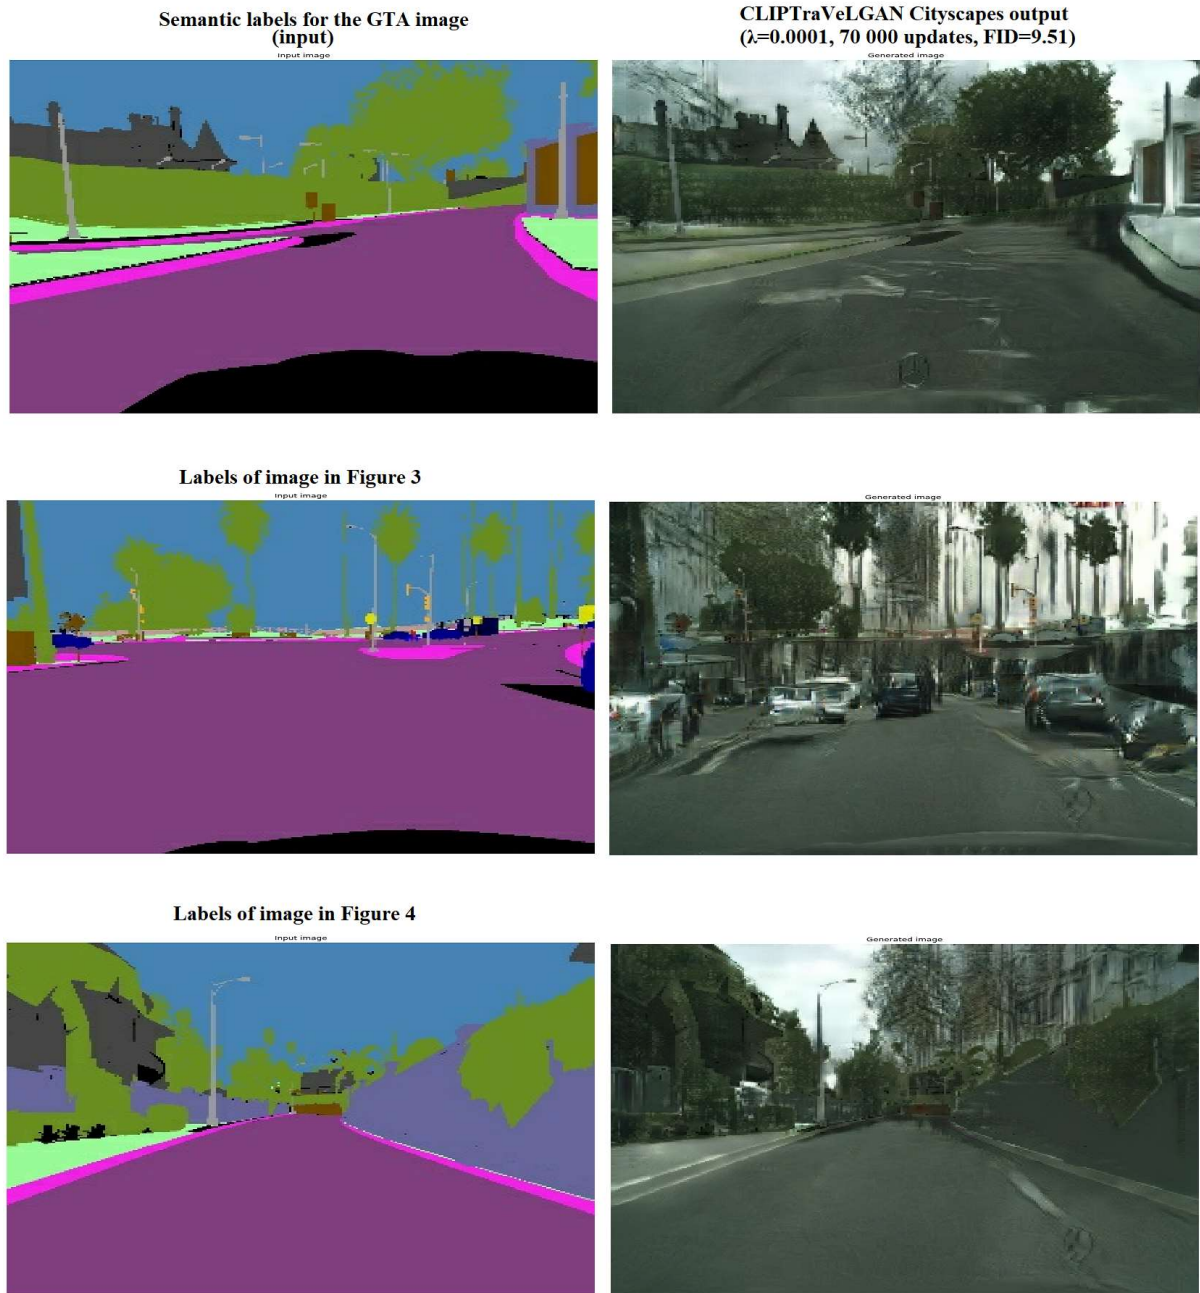 Semantic labels for the GTA image
(input)
Input image
CLIPTraVeLGAN Cityscapes output
(λ=0.0001, 70 000 updates, FID=9.51)
Generated image
Labels of image in Figure 3
Input image
Generated image
Labels of image in Figure 4
Input image
Generated image